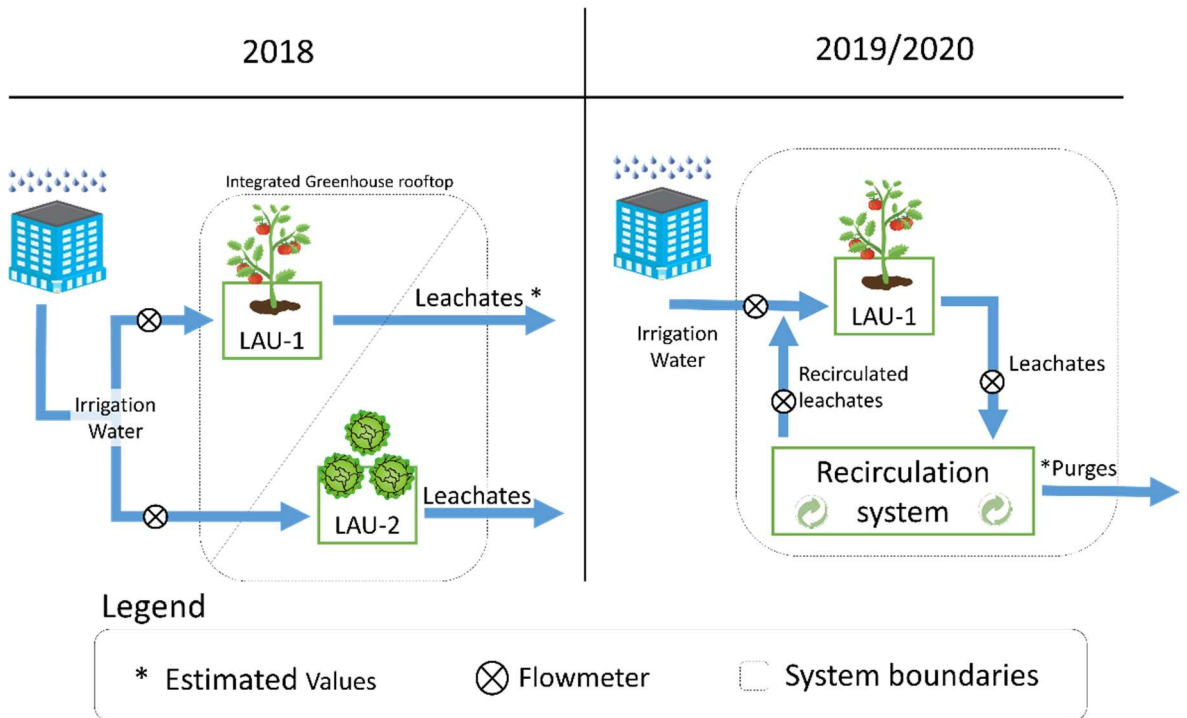 2018
2019/2020
Integrated Greenhouse rooftop
Leachates *
LAU-1
Irrigation
Water
Leachates
LAU-2
LAU-1
Irrigation
Water
Recirculated
leachates
Leachates
Recirculation
system
*Purges
Legend
* Estimated Values
Flowmeter
System boundaries